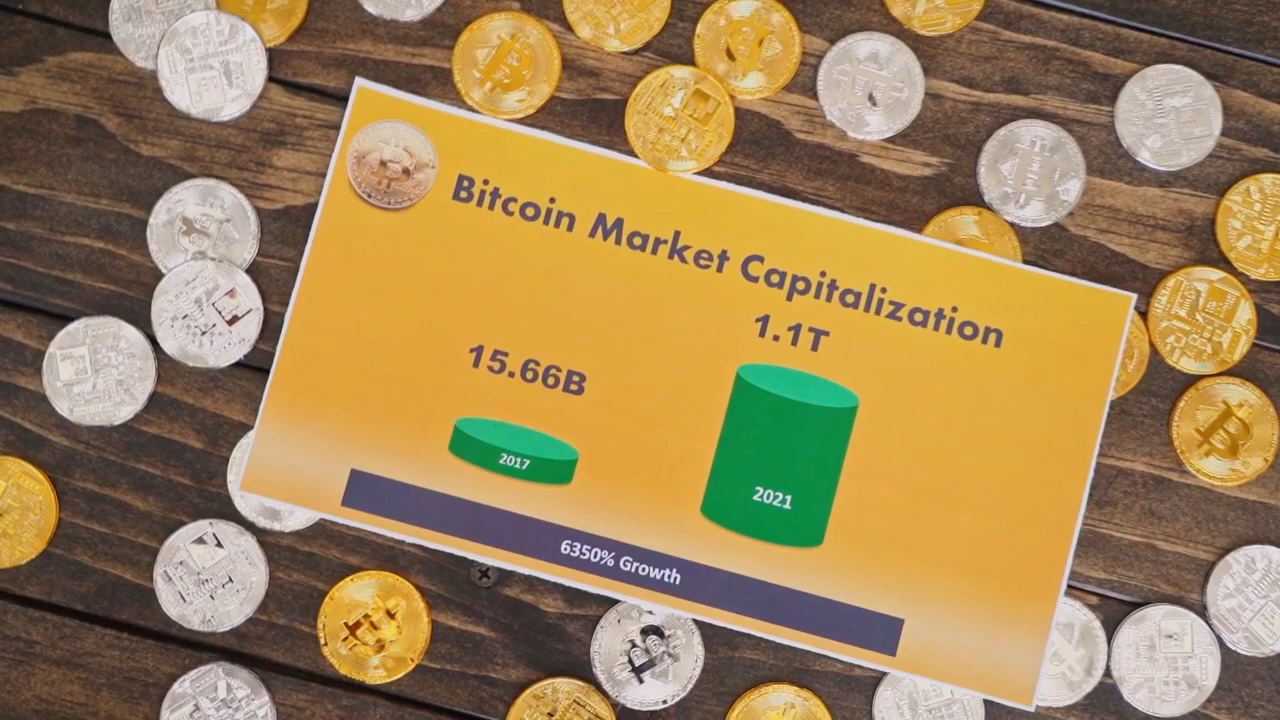 Bitcoin Market Capitalization
15.66B
1.1T
2017
2021
6350% Growth